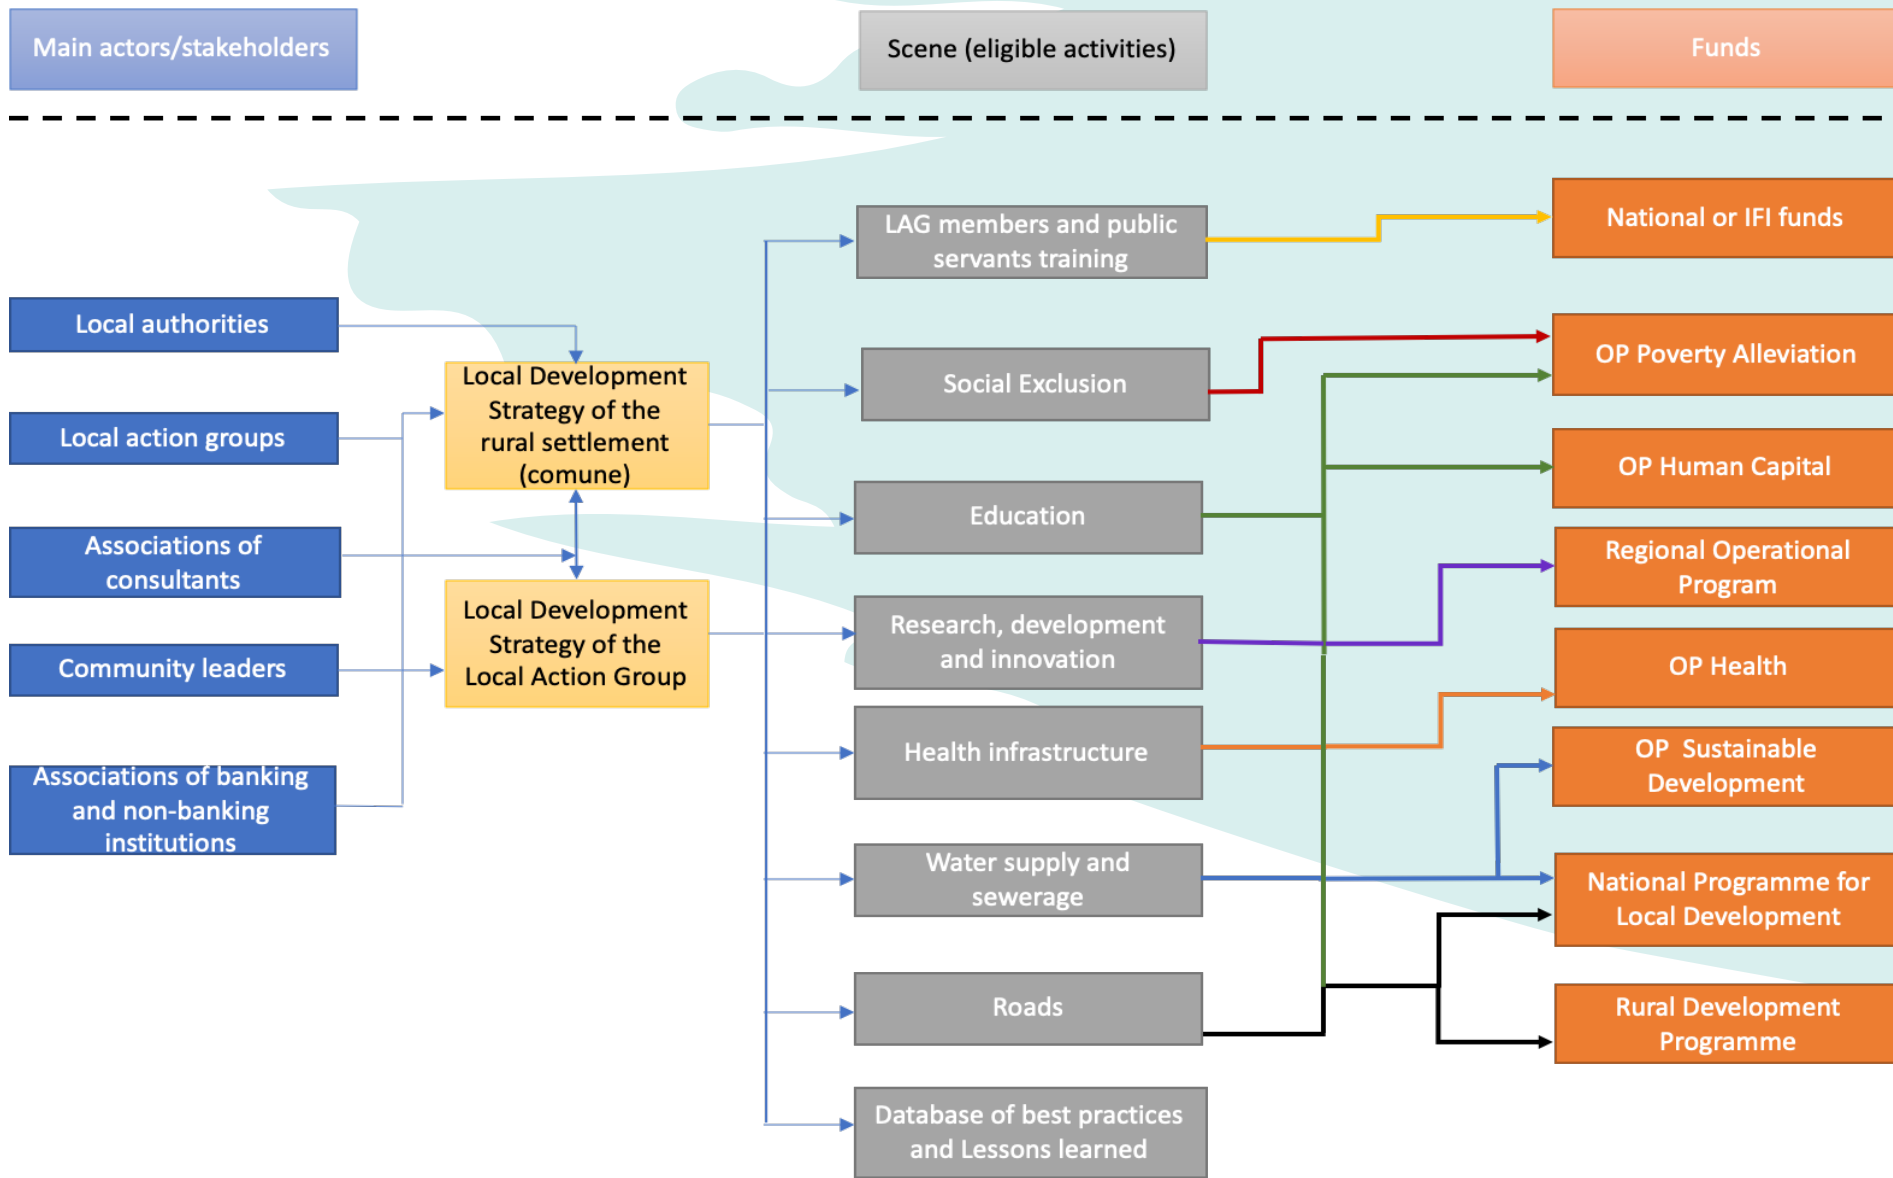 Main actors/stakeholders
Scene (eligible activities)
Funds
Local authorities
Local action groups
Associations of
consultants
Community leaders
Associations of banking
and non-banking
institutions
Local Development
Strategy of the
rural settlement
(comune)
Local Development
Strategy of the
Local Action Group
LAG members and public
servants training
Social Exclusion
Education
Research, development
and innovation
Health infrastructure
Water supply and
sewerage
Roads
Database of best practices
and Lessons learned
National or IFI funds
OP Poverty Alleviation
OP Human Capital
Regional Operational
Program
OP Health
OP  Sustainable
Development
National Programme for
Local Development
Rural Development
Programme